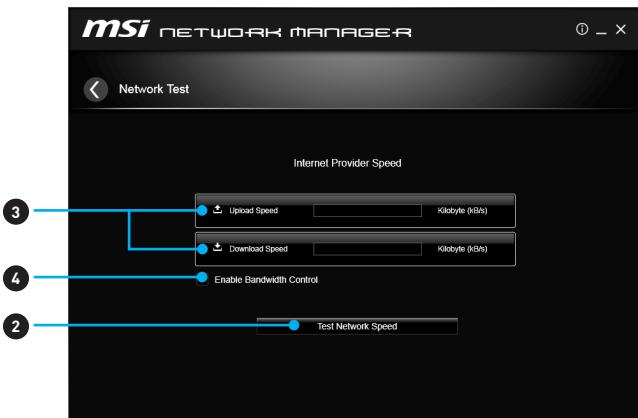 msi NETWORK MANAGER
Network Test
Internet Provider Speed
3
Upload Speed Kilobyte (kB/s)
Download Speed Kilobyte (kB/s)
4 Enable Bandwidth Control
2 Test Network Speed